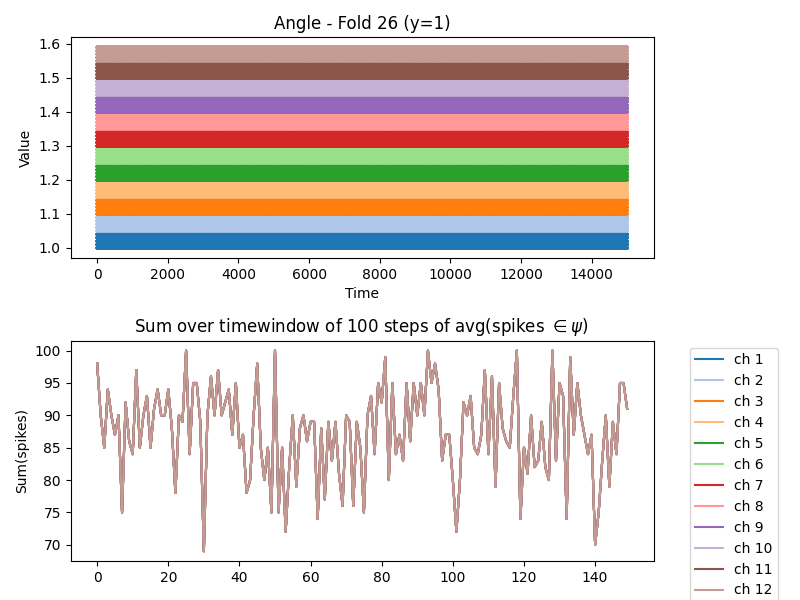 Angle - Fold 26 (y=1)
1.6
1.5
1.4
1.3
1.2
1.1
1.0
Value
0 2000 4000 6000 8000 10000 12000 14000
Time
Sum over timewindow of 100 steps of avg(spikes ∈ ψ)
100
95
90
85
80
75
70
Sum(spikes)
0 20 40 60 80 100 120 140
ch 1
ch 2
ch 3
ch 4
ch 5
ch 6
ch 7
ch 8
ch 9
ch 10
ch 11
ch 12